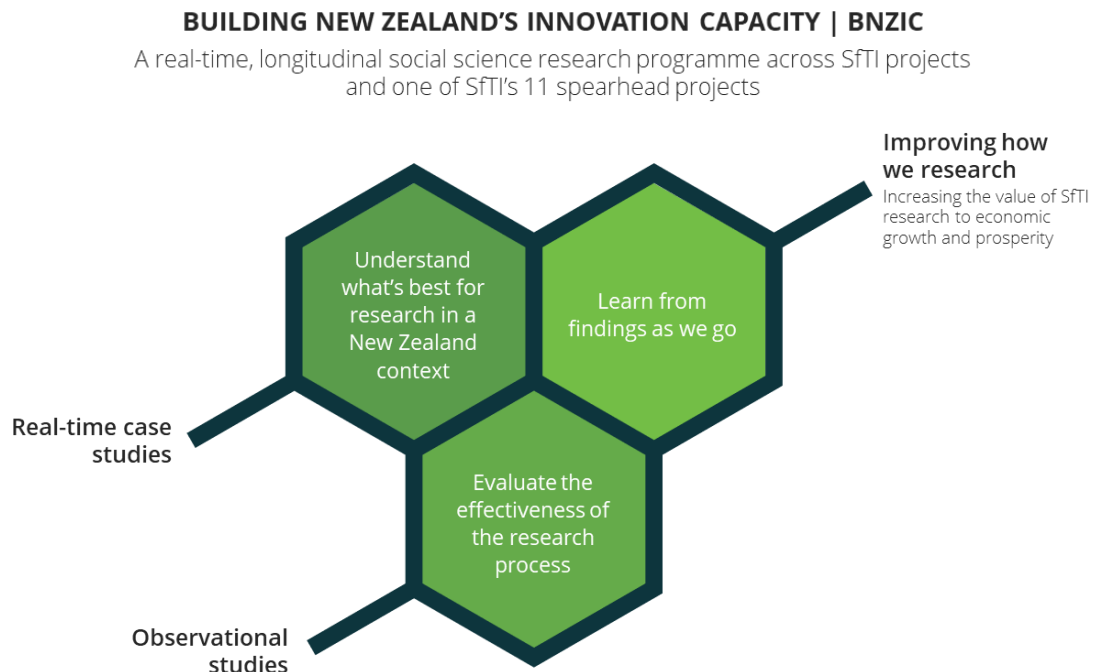 BUILDING NEW ZEALAND’S INNOVATION CAPACITY | BNZIC
A real-time, longitudinal social science research programme across SfTI projects
and one of SfTI’s 11 spearhead projects
Improving how
we research
Increasing the value of SfTI
research to economic
growth and prosperity
Understand
what’s best for
research in a
New Zealand
context
Learn from
findings as we go
Real-time case
studies
Evaluate the
effectiveness of
the research
process
Observational
studies